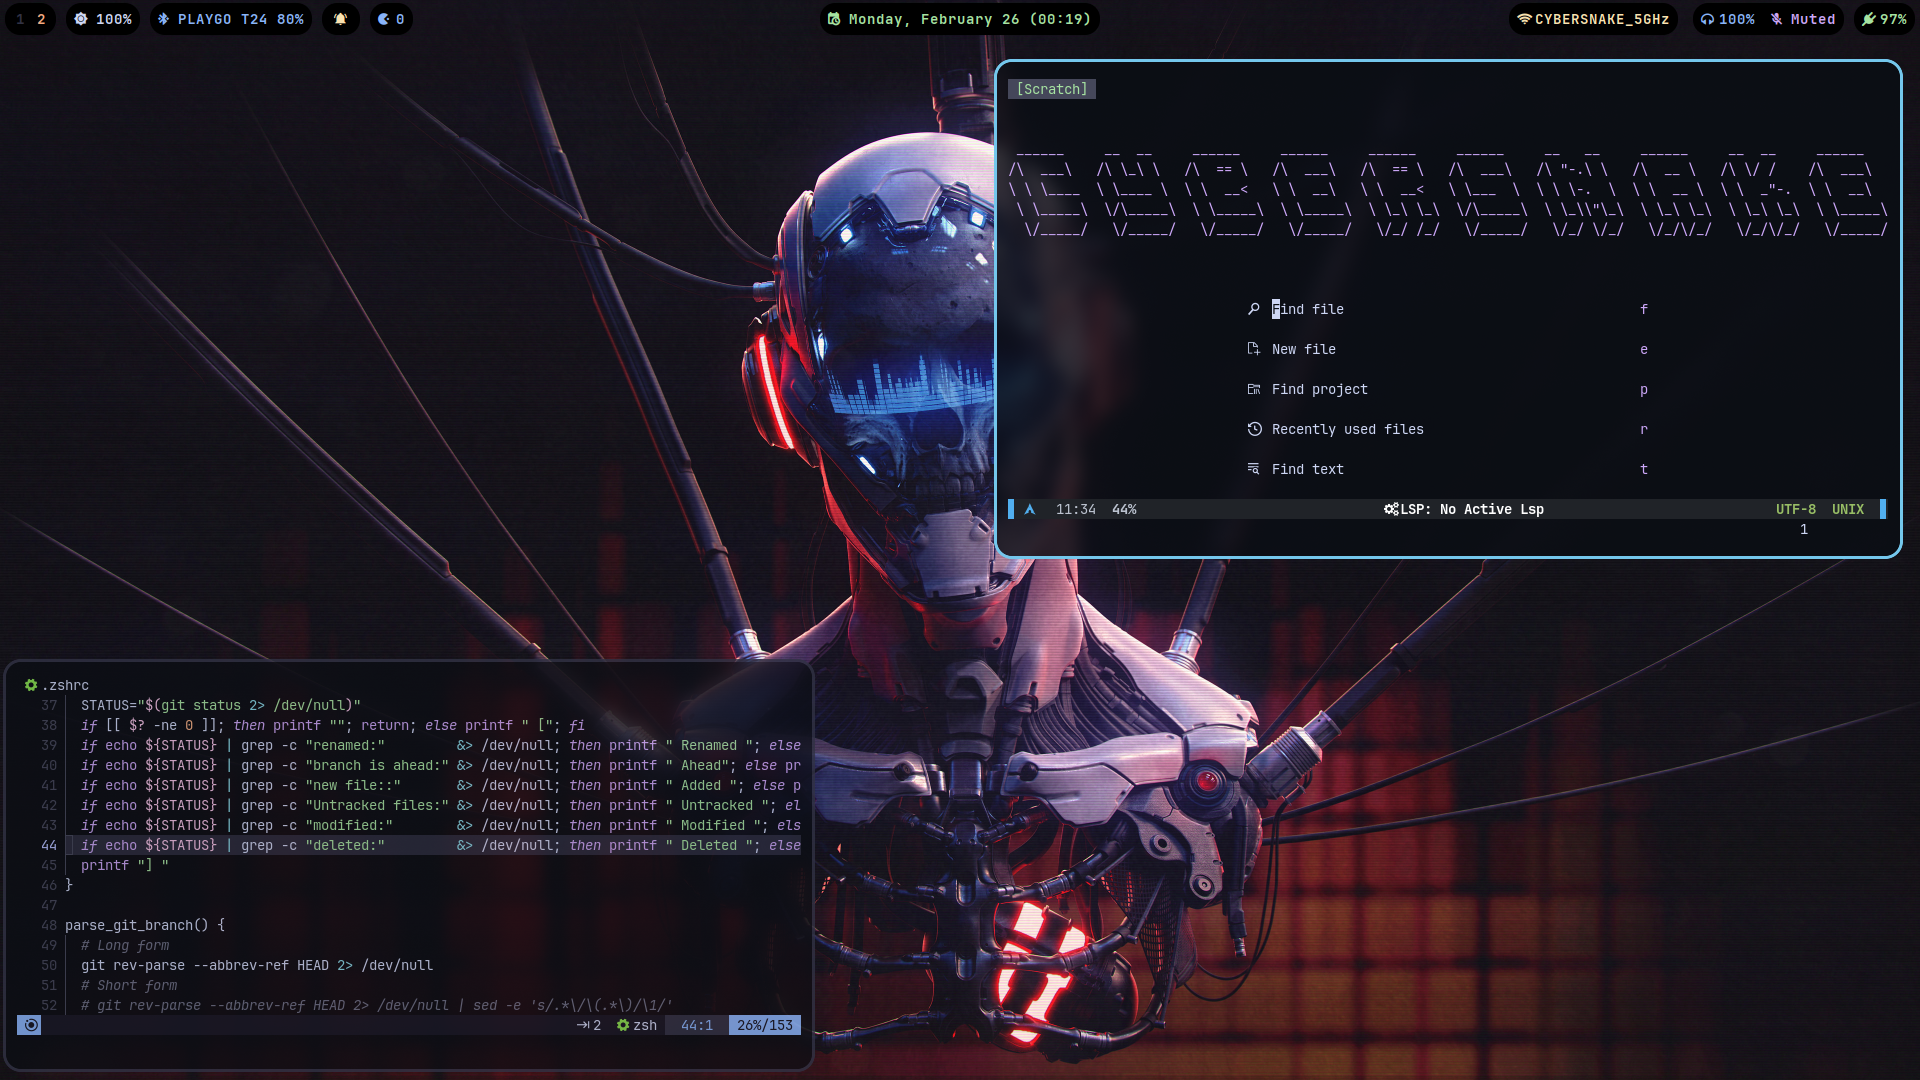 1 2 100% PLAYGO T24 80% 0 Monday, February 26 (00:19) CYBERSNAKE_5GHz 100% Muted 97%
[Scratch]
CYBERSNAKE
Find file f
New file e
Find project p
Recently used files r
Find text t
11:34 44% LSP: No Active Lsp UTF-8 UNIX
1
.zshrc
37 STATUS="$(git status 2> /dev/null)"
38 if [[ $? -ne 0 ]]; then printf ""; return; else printf " ["; fi
39 if echo ${STATUS} | grep -c "renamed:" &> /dev/null; then printf " Renamed "; else
40 if echo ${STATUS} | grep -c "branch is ahead:" &> /dev/null; then printf " Ahead"; else pr
41 if echo ${STATUS} | grep -c "new file::" &> /dev/null; then printf " Added "; else p
42 if echo ${STATUS} | grep -c "Untracked files:" &> /dev/null; then printf " Untracked "; el
43 if echo ${STATUS} | grep -c "modified:" &> /dev/null; then printf " Modified "; els
44 if echo ${STATUS} | grep -c "deleted:" &> /dev/null; then printf " Deleted "; else
45 printf "] "
46 }
47
48 parse_git_branch() {
49 # Long form
50 git rev-parse --abbrev-ref HEAD 2> /dev/null
51 # Short form
52 # git rev-parse --abbrev-ref HEAD 2> /dev/null | sed -e 's/.*\/\(.*\)/\1/'
2 zsh 44:1 26%/153